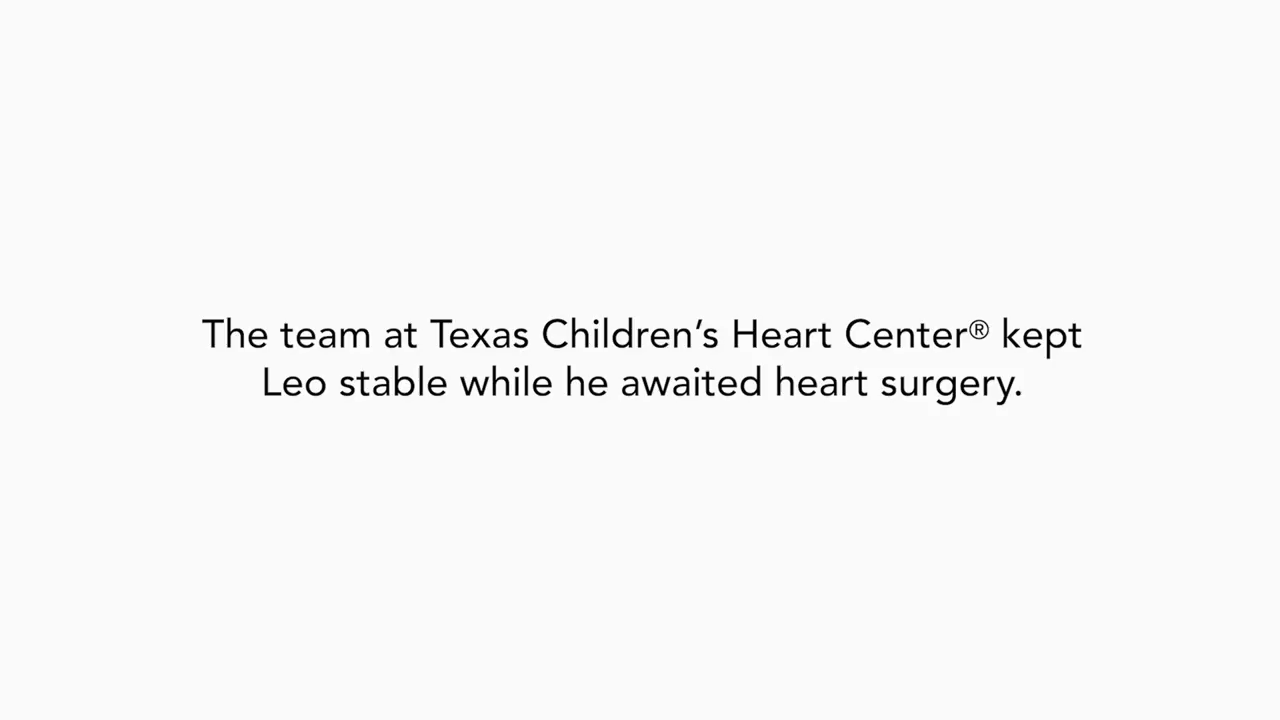 The team at Texas Children’s Heart Center® kept
Leo stable while he awaited heart surgery.